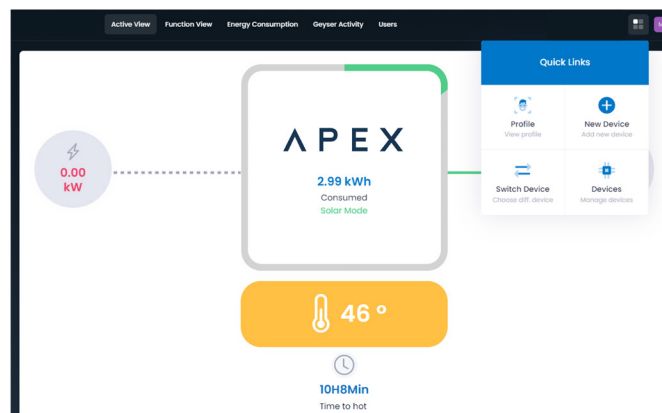 Active View Function View Energy Consumption Geyser Activity Users
Quick Links
Profile
View profile
New Device
Add new device
Switch Device
Choose diff. device
Devices
Manage devices
0.00
kW
APEX
2.99 kWh
Consumed
Solar Mode
46 °
10H8Min
Time to hot